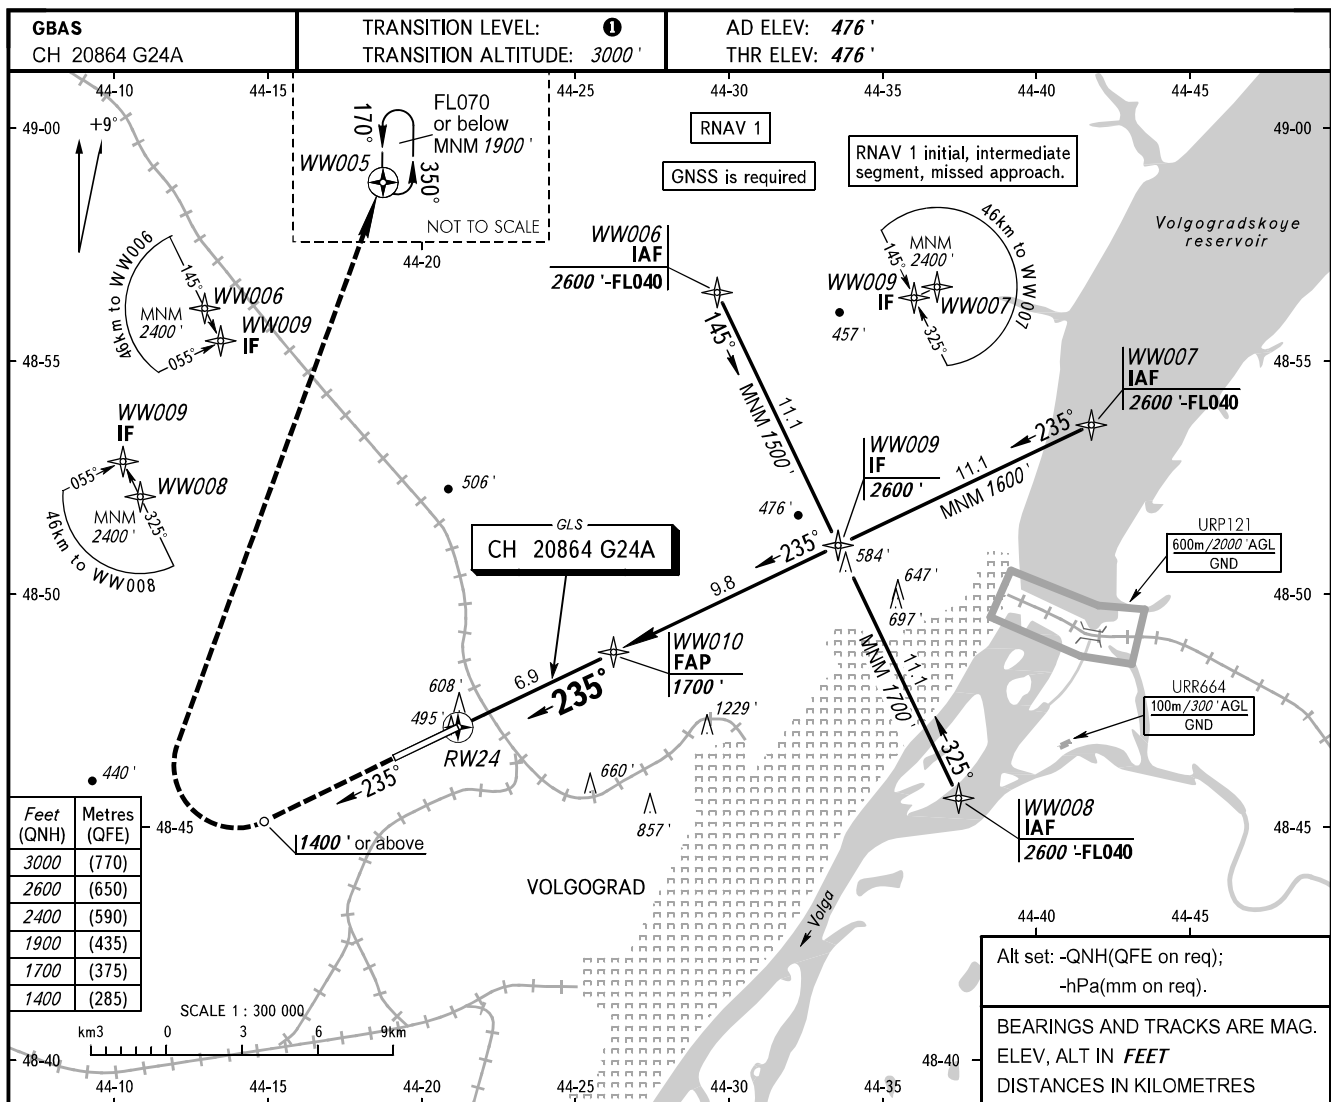 GBAS
CH 20864 G24A
TRANSITION LEVEL: 1
TRANSITION ALTITUDE: 3000 '
AD ELEV: 476 '
THR ELEV: 476 '
44-10
44-15
44-25
44-30
44-35
44-40
44-45
49-00
49-00
+9°
170°
350°
FL070
or below
MNM 1900 '
WW005
NOT TO SCALE
44-20
RNAV 1
GNSS is required
RNAV 1 initial, intermediate
segment, missed approach.
Volgogradskoye
reservoir
46km to WW006
145°
MNM
2400 '
WW006
WW009
IF
055°
WW006
IAF
2600 '-FL040
46km to WW007
MNM
2400 '
145°
WW009
IF
WW007
325°
457'
48-55
48-55
145°
11.1
MNM 1500'
WW007
IAF
2600 '-FL040
235°
11.1
MNM 1600'
WW009
IF
055°
WW008
MNM
2400 '
325°
46km to WW008
506 '
WW009
IF
2600 '
476 '
GLS
CH 20864 G24A
235°
584'
9.8
647'
697'
URP121
600m/2000 'AGL
GND
48-50
48-50
WW010
FAP
1700 '
6.9
235°
608 '
495'
RW24
1229 '
11.1
MNM 1700'
325°
URR664
100m/300 'AGL
GND
440 '
235°
660 '
857'
WW008
IAF
2600 '-FL040
48-45
48-45
1400 ' or above
Feet Metres
(QNH) (QFE)
3000 (770)
2600 (650)
2400 (590)
1900 (435)
1700 (375)
1400 (285)
VOLGOGRAD
Volga
44-40
44-45
SCALE 1 : 300 000
km3 0 3 6 9km
48-40
48-40
44-10
44-15
44-20
44-25
44-30
44-35
Alt set: -QNH(QFE on req);
-hPa(mm on req).
BEARINGS AND TRACKS ARE MAG.
ELEV, ALT IN FEET
DISTANCES IN KILOMETRES